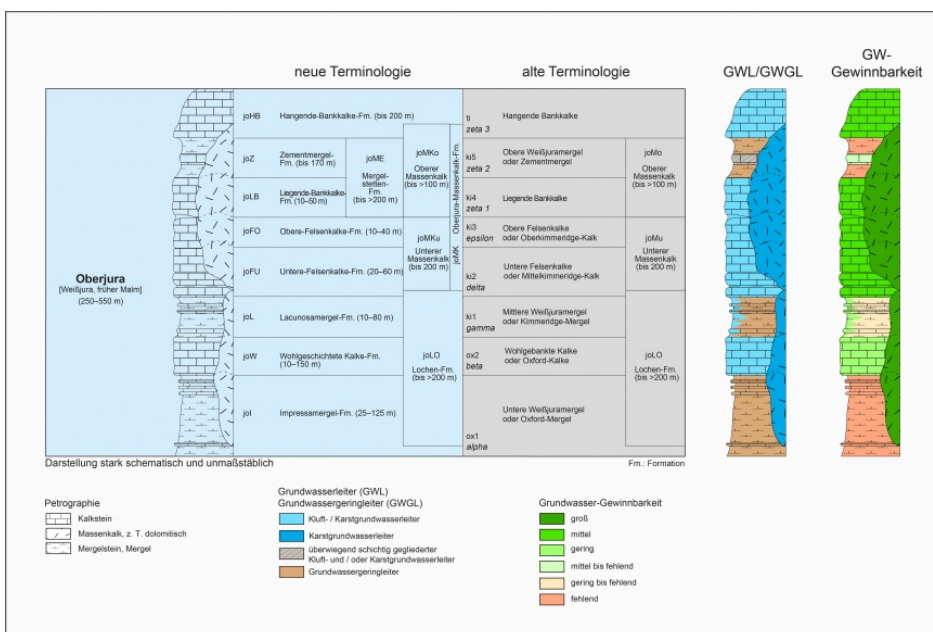 neue Terminologie
alte Terminologie
GWL/GWGL
GW-
Gewinnbarkeit
Oberjura
[Weißjura, früher Malm]
(250–550 m)
joHB
Hangende-Bankkalke-Fm. (bis 200 m)
joZ
Zementmergel-
Fm. (bis 170 m)
joLB
Liegende-Bankkalke-
Fm. (10–50 m)
joME
Mergel-
stetten-
Fm.
(bis >200 m)
joMKo
Oberer
Massenkalk
(bis >100 m)
joFO
Obere-Felsenkalke-Fm. (10–40 m)
joFU
Untere-Felsenkalke-Fm. (20–60 m)
joMKu
Unterer
Massenkalk
(bis 200 m)
joMK
Oberjura-Massenkalk-Fm.
joL
Lacunosamergel-Fm. (10–80 m)
joW
Wohlgeschichtete Kalke-Fm.
(10–150 m)
joI
Impressamergel-Fm. (25–125 m)
joLO
Lochen-Fm.
(bis >200 m)
ti
zeta 3
Hangende Bankkalke
ki5
zeta 2
Obere Weißjuramergel
oder Zementmergel
ki4
zeta 1
Liegende Bankkalke
joMo
Oberer
Massenkalk
(bis >100 m)
ki3
epsilon
Obere Felsenkalke
oder Oberkimmeridge-Kalk
ki2
delta
Untere Felsenkalke
oder Mittelkimmeridge-Kalk
joMu
Unterer
Massenkalk
(bis 200 m)
ki1
gamma
Mittlere Weißjuramergel
oder Kimmeridge-Mergel
ox2
beta
Wohlgebankte Kalke
oder Oxford-Kalke
ox1
alpha
Untere Weißjuramergel
oder Oxford-Mergel
joLO
Lochen-Fm.
(bis >200 m)
Darstellung stark schematisch und unmaßstäblich
Fm.: Formation
Petrographie
Kalkstein
Massenkalk, z. T. dolomitisch
Mergelstein, Mergel
Grundwasserleiter (GWL)
Grundwassergeringleiter (GWGL)
Kluft- / Karstgrundwasserleiter
Karstgrundwasserleiter
überwiegend schichtig gegliederter
Kluft- und / oder Karstgrundwasserleiter
Grundwassergeringleiter
Grundwasser-Gewinnbarkeit
groß
mittel
gering
mittel bis fehlend
gering bis fehlend
fehlend